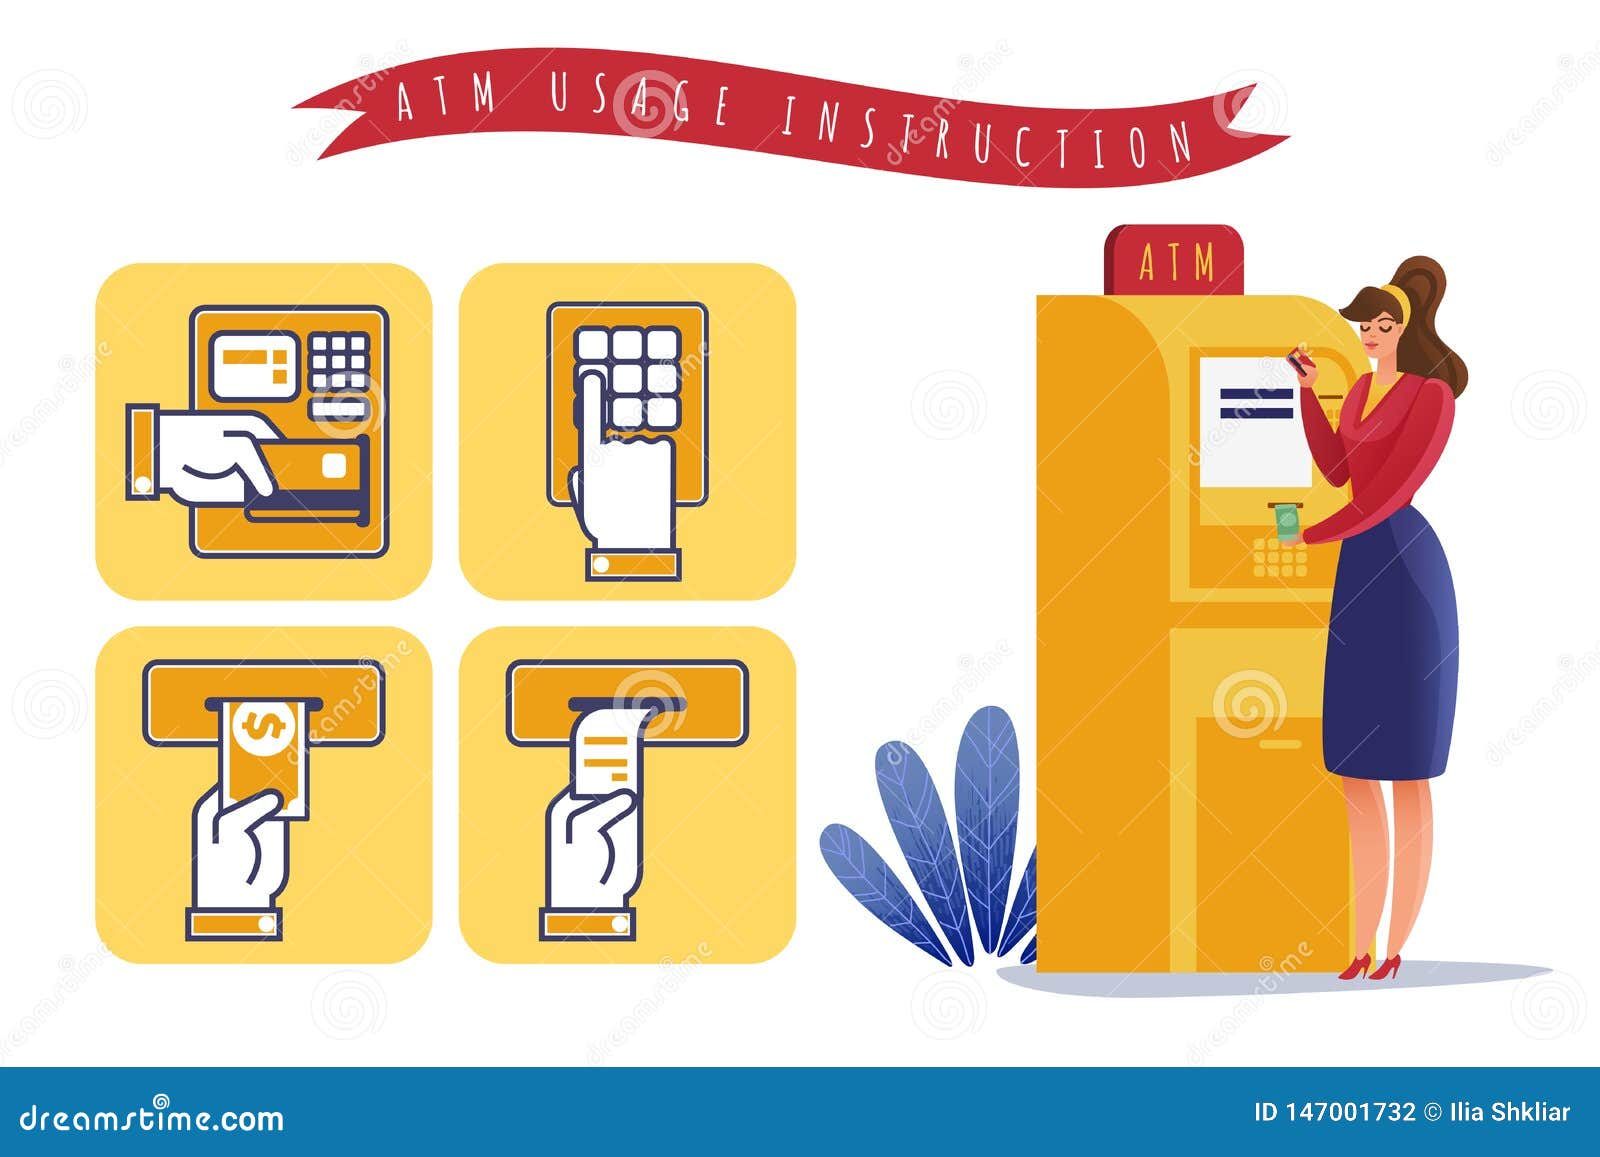 ATM USAGE INSTRUCTION
ATM
$
dreamstime.com
ID 147001732 © Ilia Shkliar